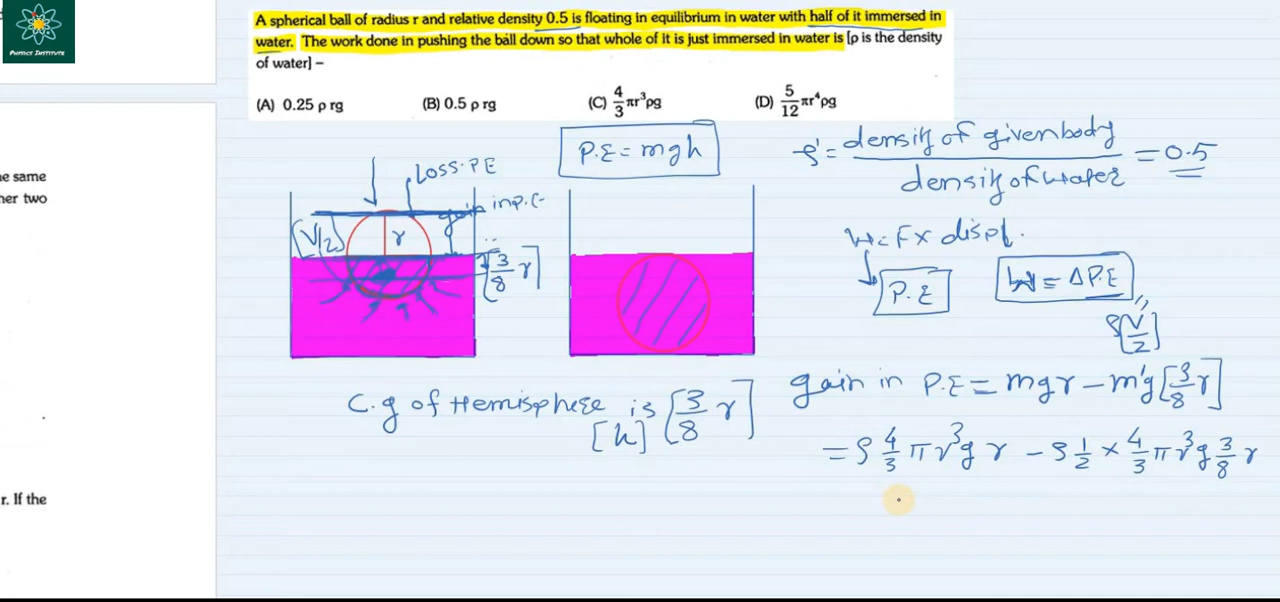 PHYSICS INSTITUTE
A spherical ball of radius r and relative density 0.5 is floating in equilibrium in water with half of it immersed in
water. The work done in pushing the ball down so that whole of it is just immersed in water is [ρ is the density
of water] –
(A) 0.25 ρ rg (B) 0.5 ρ rg (C) 4/3 πr³ρg (D) 5/12 πr⁴ρg
e same
her two
r. If the
Loss·PE
gain in P.E
(V/2)
r
[3/8 r]
P.E = mgh
ρ' = density of given body / density of water = 0.5
W = F x displ.
P.E
W = ΔP.E
ρ[V/2]
C.g of Hemisphere is [3/8 r]
[h]
gain in P.E = mgr – m'g[3/8 r]
= ρ 4/3 πr³g r – ρ 1/2 × 4/3 πr³g 3/8 r